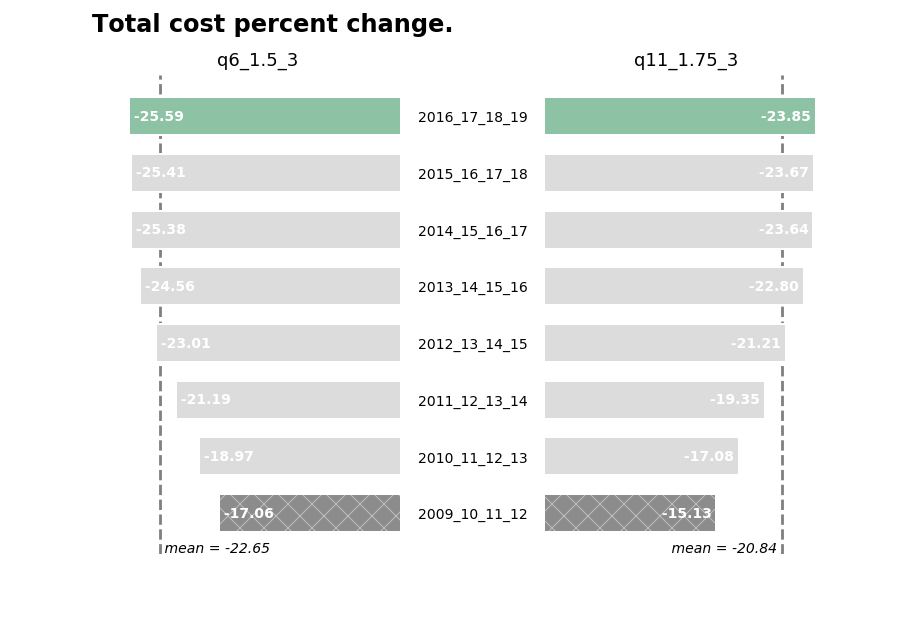 Total cost percent change.
q6_1.5_3 q11_1.75_3
-25.59 2016_17_18_19 -23.85
-25.41 2015_16_17_18 -23.67
-25.38 2014_15_16_17 -23.64
-24.56 2013_14_15_16 -22.80
-23.01 2012_13_14_15 -21.21
-21.19 2011_12_13_14 -19.35
-18.97 2010_11_12_13 -17.08
-17.06 2009_10_11_12 -15.13
mean = -22.65 mean = -20.84